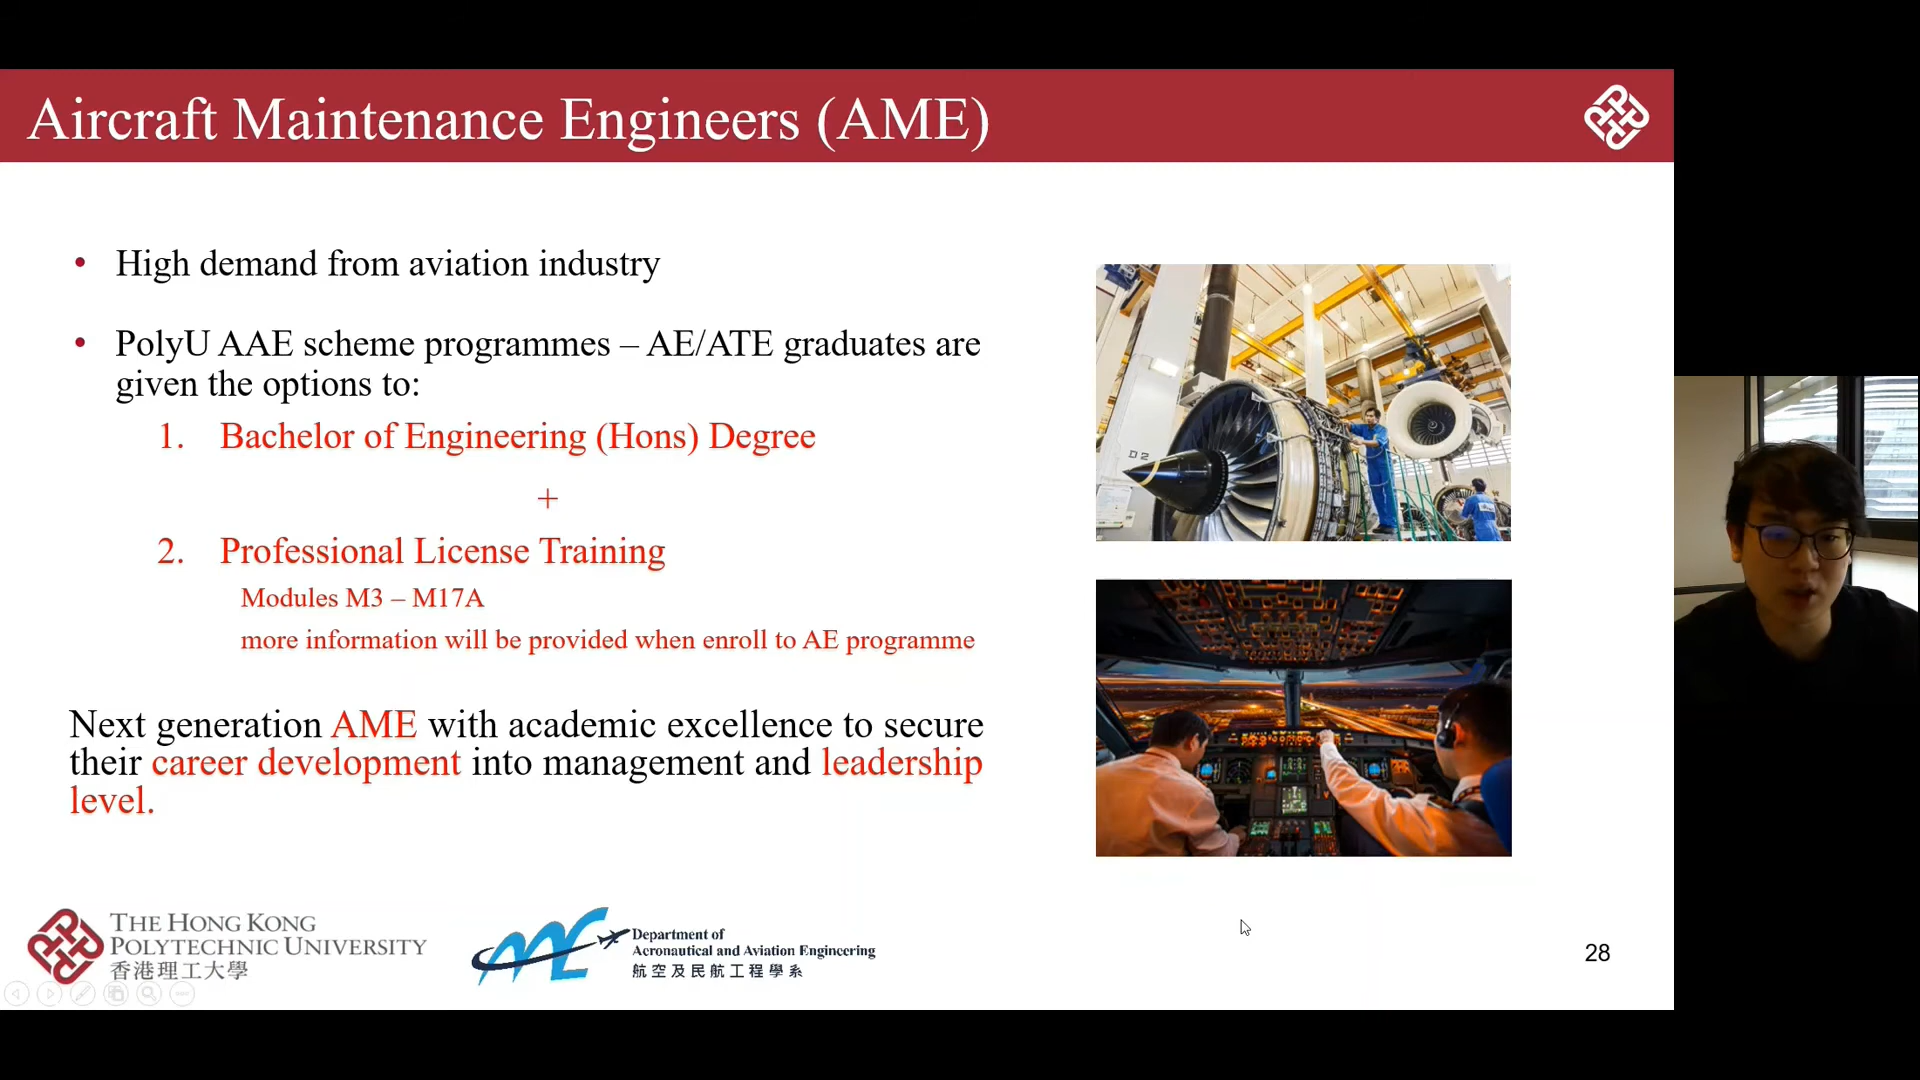 Aircraft Maintenance Engineers (AME)
• High demand from aviation industry
• PolyU AAE scheme programmes – AE/ATE graduates are
given the options to:
1. Bachelor of Engineering (Hons) Degree
+
2. Professional License Training
Modules M3 – M17A
more information will be provided when enroll to AE programme
Next generation AME with academic excellence to secure
their career development into management and leadership
level.
D2
THE HONG KONG
POLYTECHNIC UNIVERSITY
香港理工大學
Department of
Aeronautical and Aviation Engineering
航空及民航工程學系
28